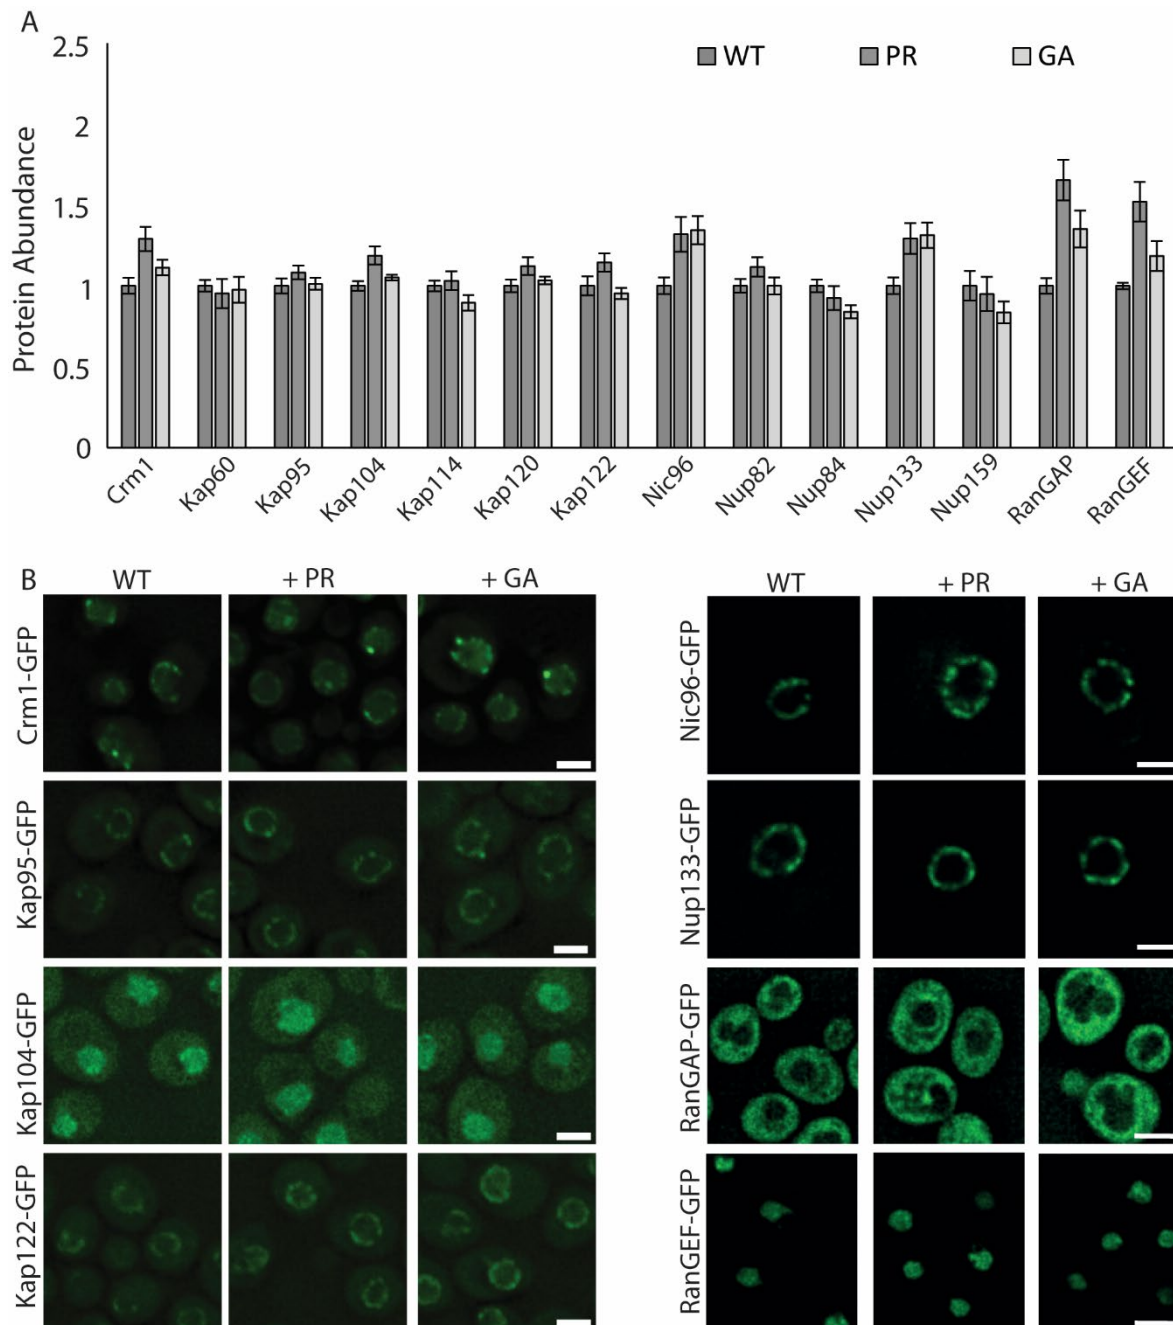 A
2.5
2
1.5
1
0.5
0
Protein Abundance
WT PR GA
Crm1 Kap60 Kap95 Kap104 Kap114 Kap120 Kap122 Nic96 Nup82 Nup84 Nup133 Nup159 RanGAP RanGEF
B WT + PR + GA WT + PR + GA
Crm1-GFP Nic96-GFP
Kap95-GFP Nup133-GFP
Kap104-GFP RanGAP-GFP
Kap122-GFP RanGEF-GFP